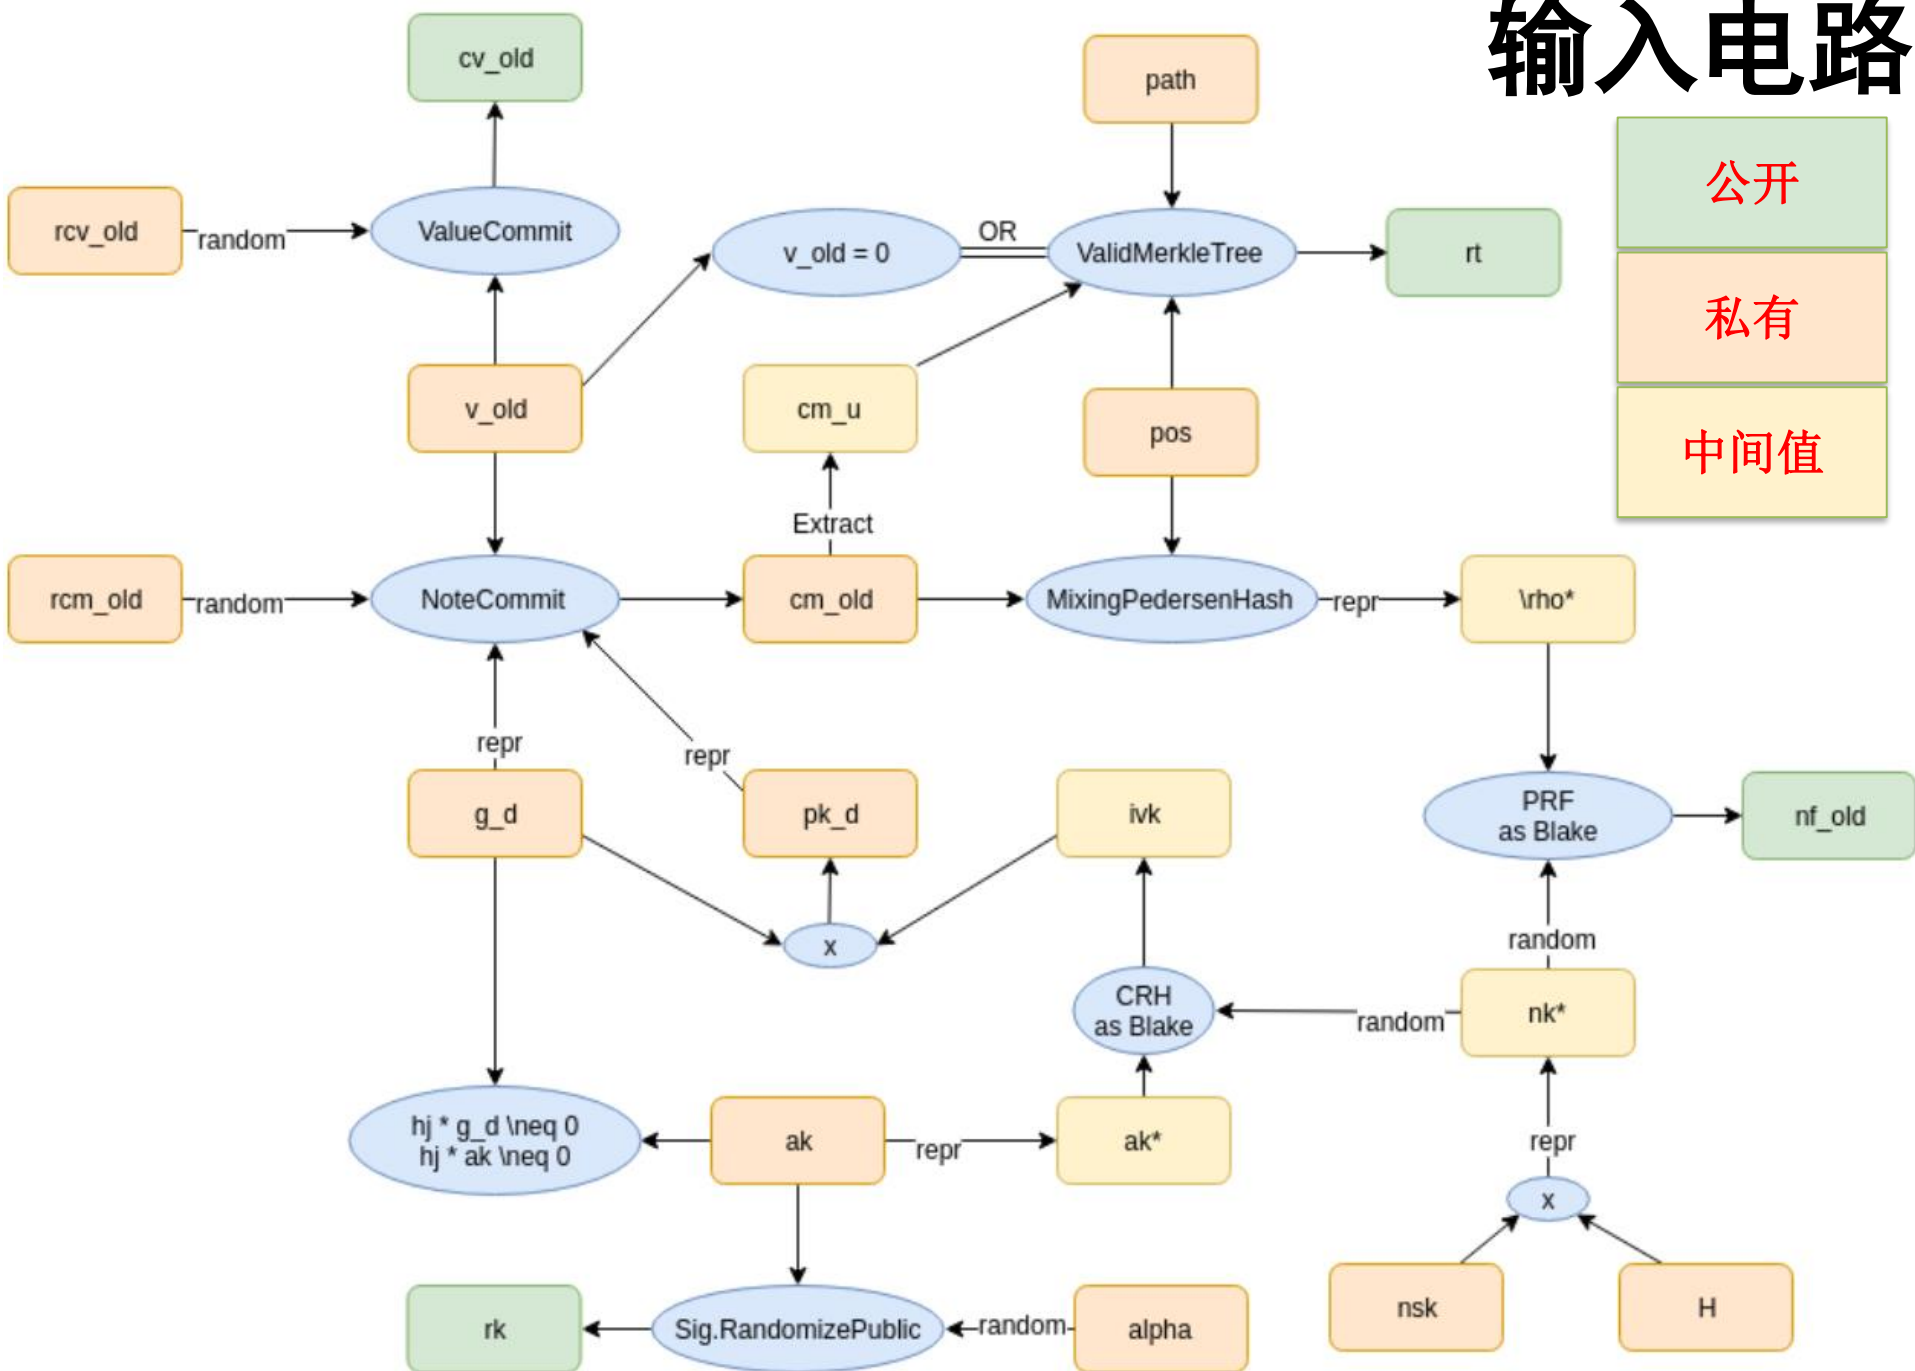 输入电路
cv_old
path
公开
rcv_old
random
ValueCommit
v_old = 0
OR
ValidMerkleTree
rt
私有
v_old
cm_u
pos
中间值
Extract
rcm_old
random
NoteCommit
cm_old
MixingPedersenHash
repr
\rho*
repr
repr
g_d
pk_d
ivk
PRF
as Blake
nf_old
x
random
CRH
as Blake
random
nk*
hj * g_d \neq 0
hj * ak \neq 0
ak
repr
ak*
repr
x
rk
Sig.RandomizePublic
random
alpha
nsk
H